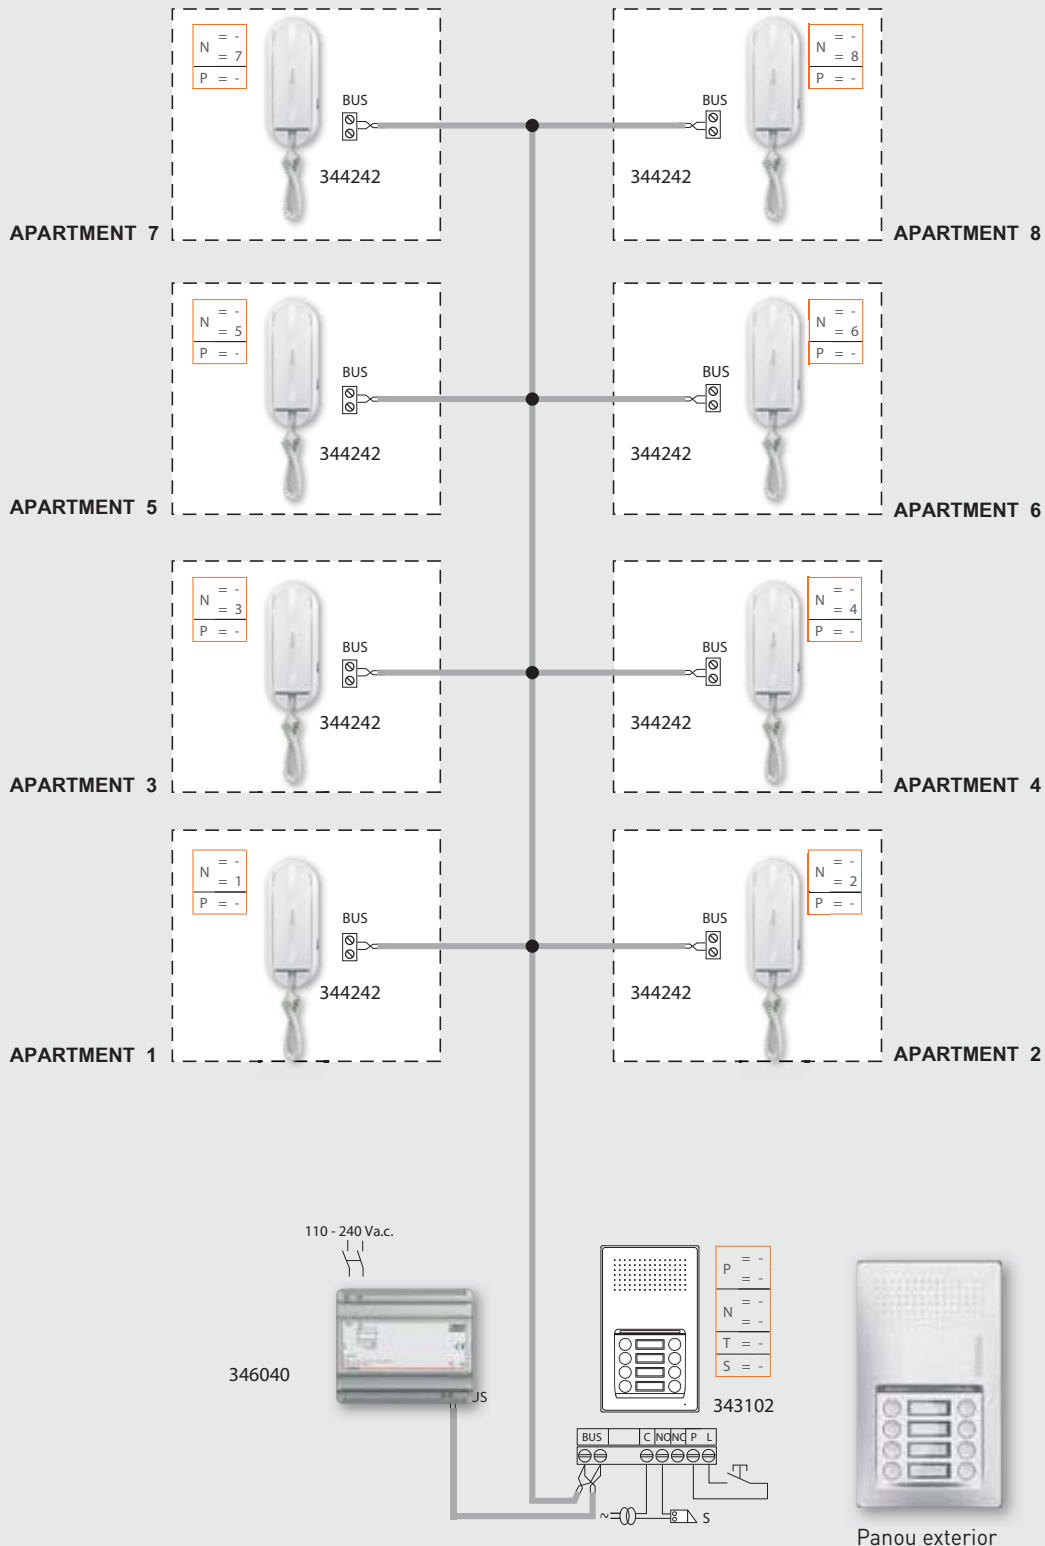 N = -
= 7
P = -
BUS
344242
APARTMENT 7
N = -
= 8
P = -
BUS
344242
APARTMENT 8
N = -
= 5
P = -
BUS
344242
APARTMENT 5
N = -
= 6
P = -
BUS
344242
APARTMENT 6
N = -
= 3
P = -
BUS
344242
APARTMENT 3
N = -
= 4
P = -
BUS
344242
APARTMENT 4
N = -
= 1
P = -
BUS
344242
APARTMENT 1
N = -
= 2
P = -
BUS
344242
APARTMENT 2
110 - 240 Va.c.
346040
US
P = -
= -
N = -
= -
T = -
S = -
343102
BUS C NO NC P L
~ S
Panou exterior